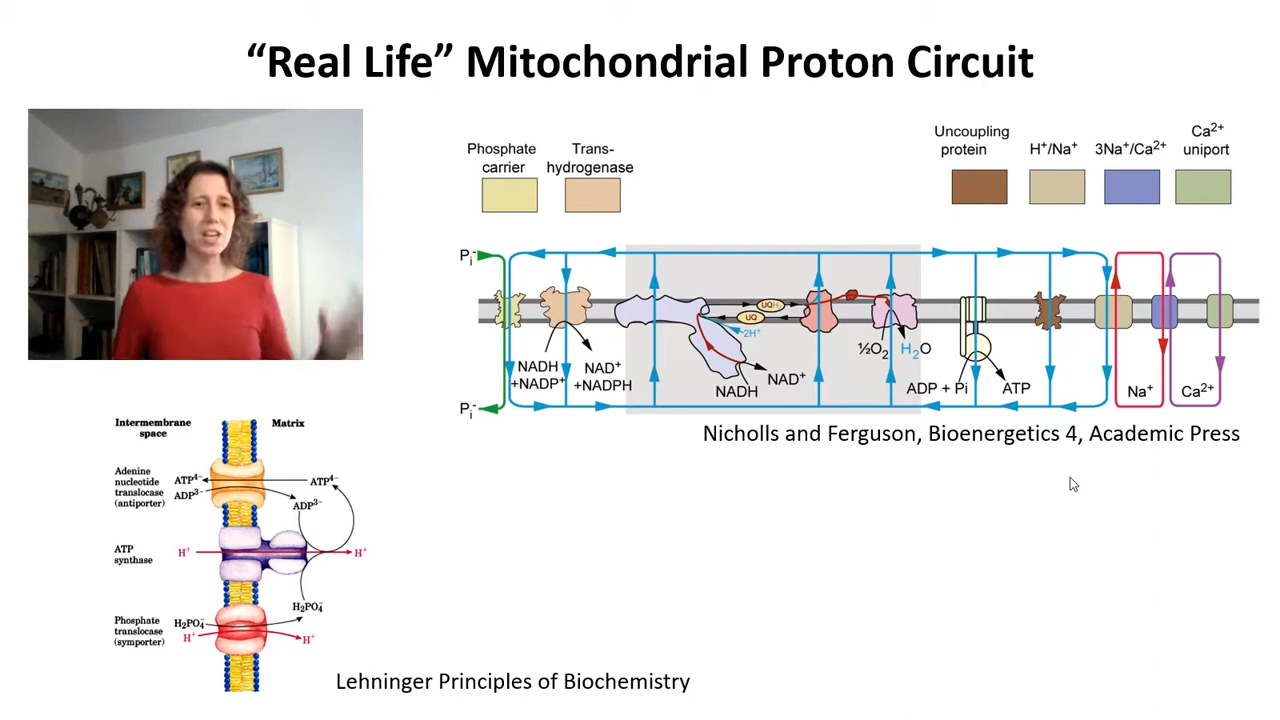 “Real Life” Mitochondrial Proton Circuit
Phosphate
carrier
Trans-
hydrogenase
Uncoupling
protein
H⁺/Na⁺
3Na⁺/Ca²⁺
Ca²⁺
uniport
Pᵢ⁻
UQH₂
UQ
2H⁺
NADH
+NADP⁺
NAD⁺
+NADPH
NADH
NAD⁺
½O₂
H₂O
ADP + Pi
ATP
Na⁺
Ca²⁺
Pᵢ⁻
Nicholls and Ferguson, Bioenergetics 4, Academic Press
Intermembrane
space
Matrix
Adenine
nucleotide
translocase
(antiporter)
ATP⁴⁻
ATP⁴⁻
ADP³⁻
ADP³⁻
ATP
synthase
H⁺
H⁺
H₂PO₄⁻
Phosphate
translocase
(symporter)
H₂PO₄⁻
H⁺
H⁺
Lehninger Principles of Biochemistry